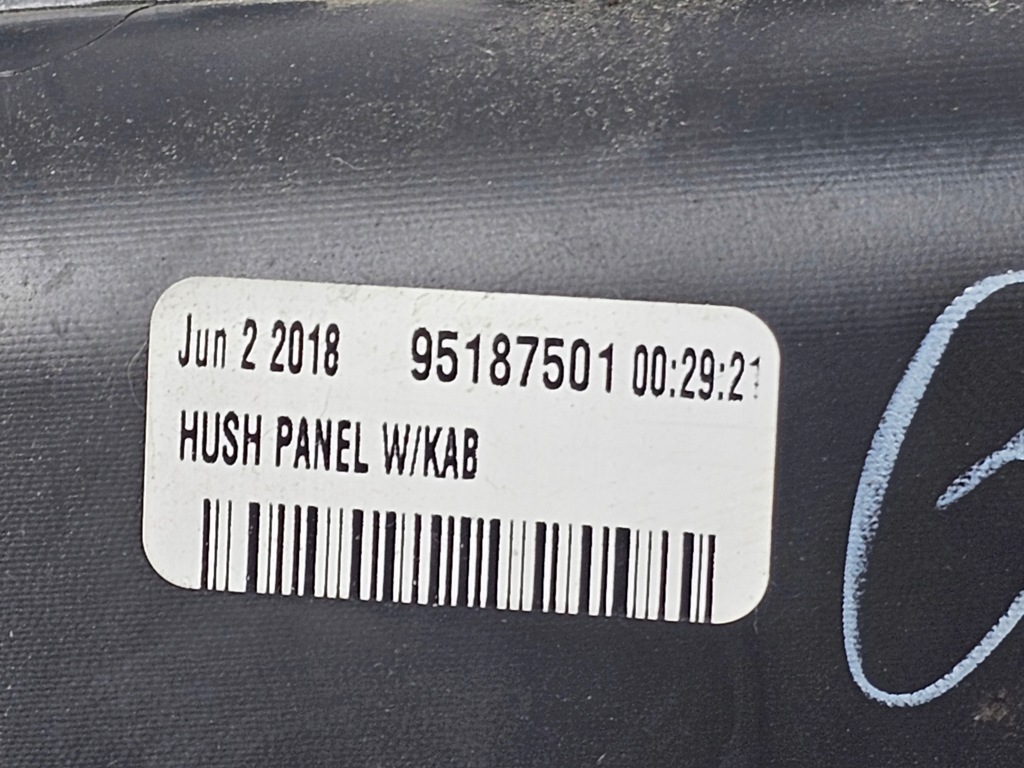 Jun 2 2018 95187501 00:29:21
HUSH PANEL W/KAB